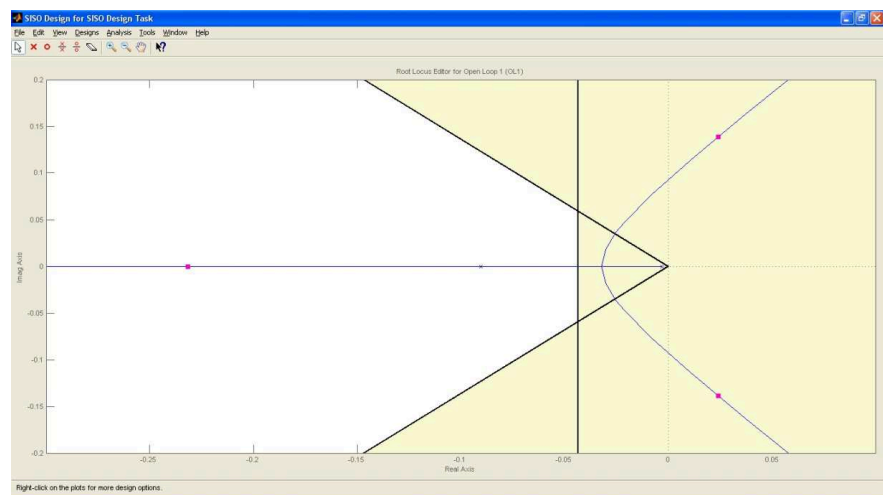 SISO Design for SISO Design Task
File Edit View Designs Analysis Tools Window Help
Root Locus Editor for Open Loop 1 (OL1)
0.2
0.15
0.1
0.05
0
-0.05
-0.1
-0.15
-0.2
Imag Axis
-0.25 -0.2 -0.15 -0.1 -0.05 0 0.05
Real Axis
Right-click on the plots for more design options.